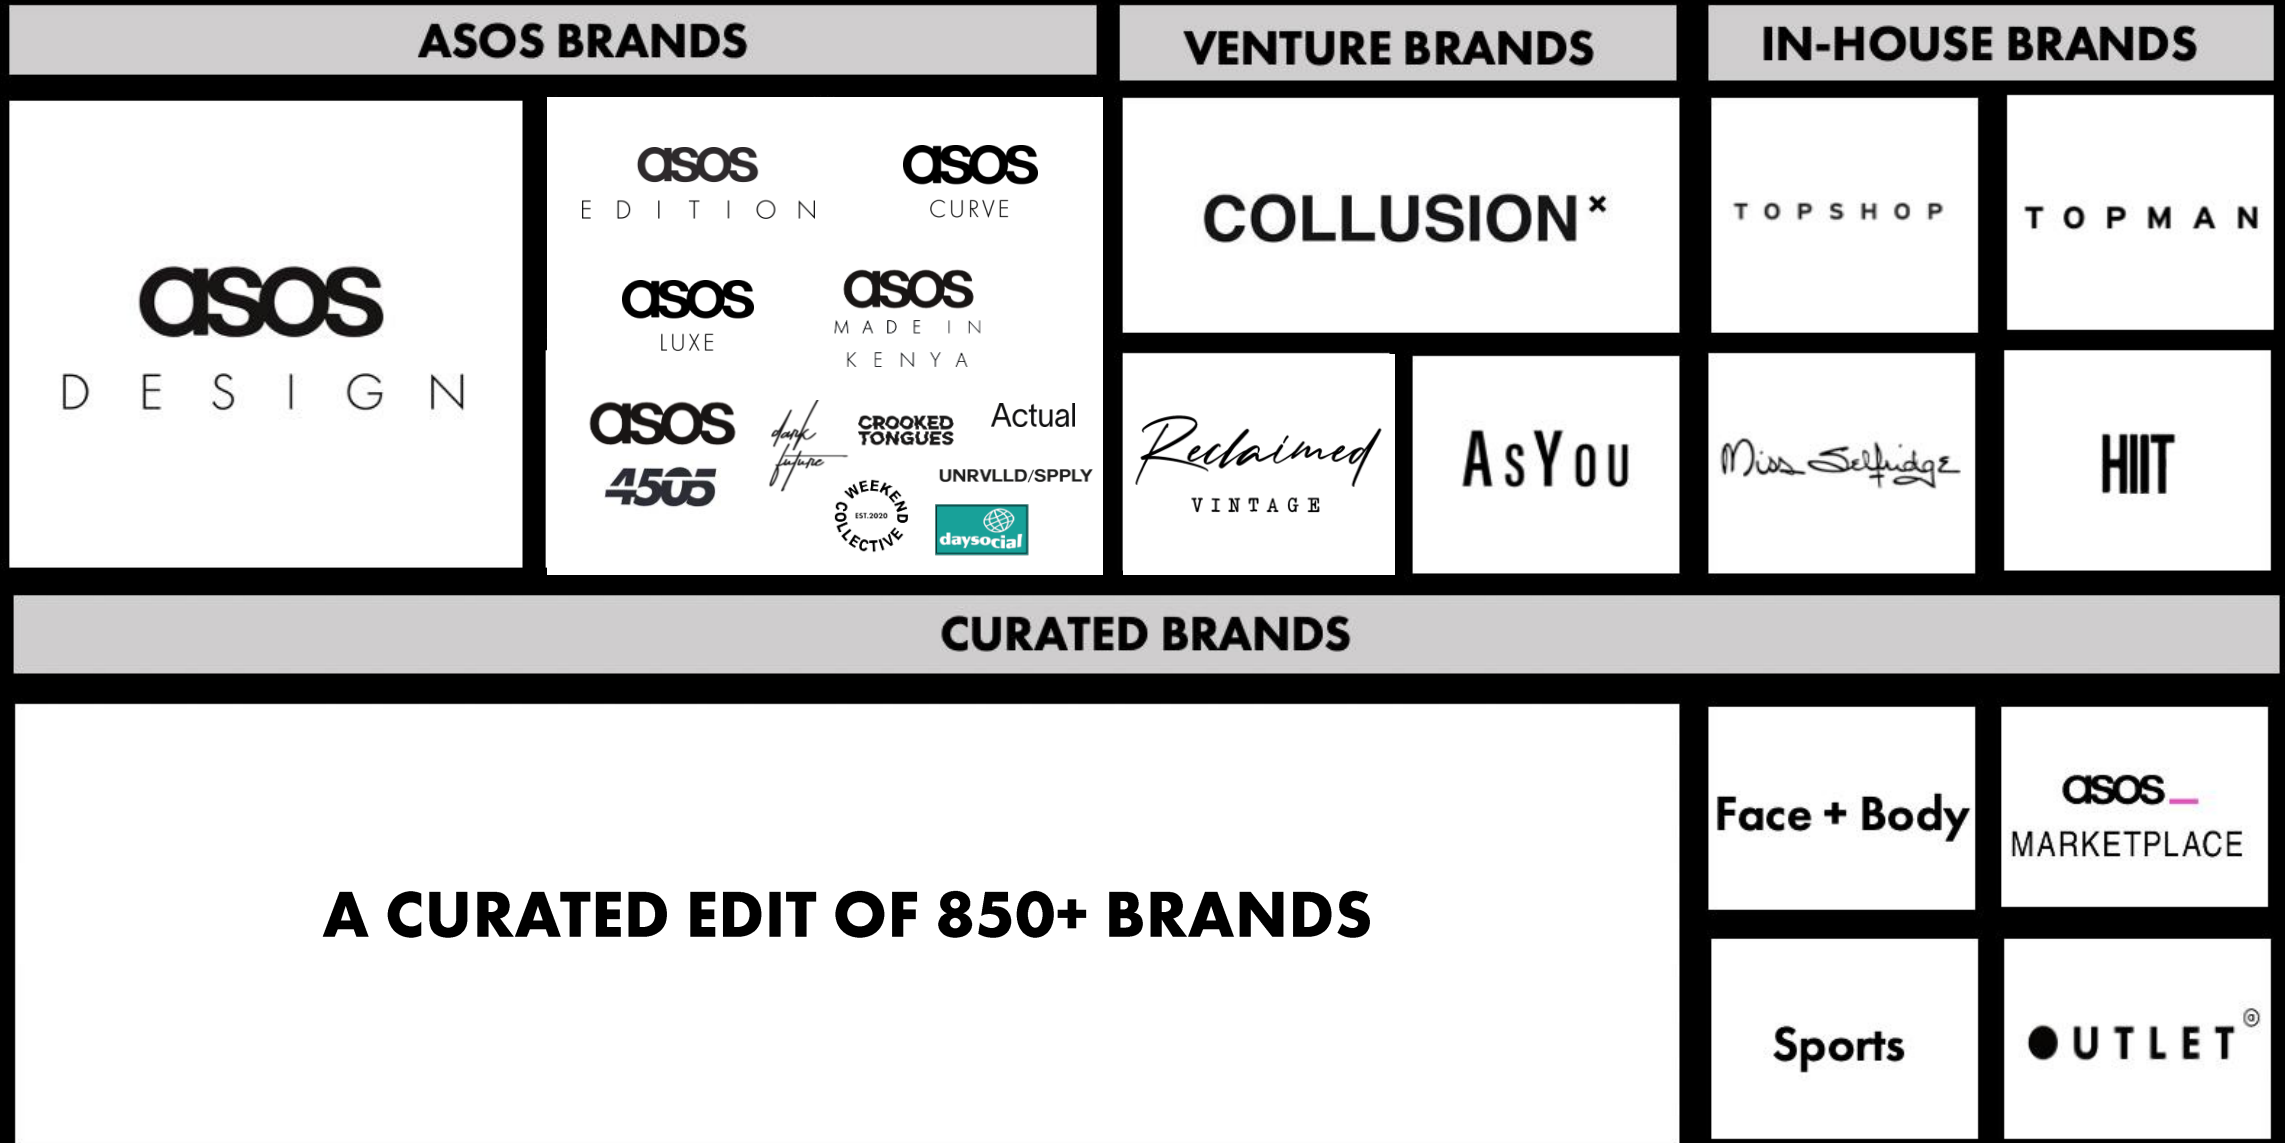 ASOS BRANDS
asos
DESIGN
asos
EDITION
asos
CURVE
asos
LUXE
asos
MADE IN
KENYA
asos
4505
dark
future
CROOKED
TONGUES
Actual
WEEKEND
COLLECTIVE
EST.2020
UNRVLLD/SPPLY
daysocial
VENTURE BRANDS
COLLUSION×
Reclaimed
VINTAGE
ASYOU
IN-HOUSE BRANDS
TOPSHOP
TOPMAN
Miss Selfridge
HIIT
CURATED BRANDS
A CURATED EDIT OF 850+ BRANDS
Face + Body
asos_
MARKETPLACE
Sports
OUTLET @